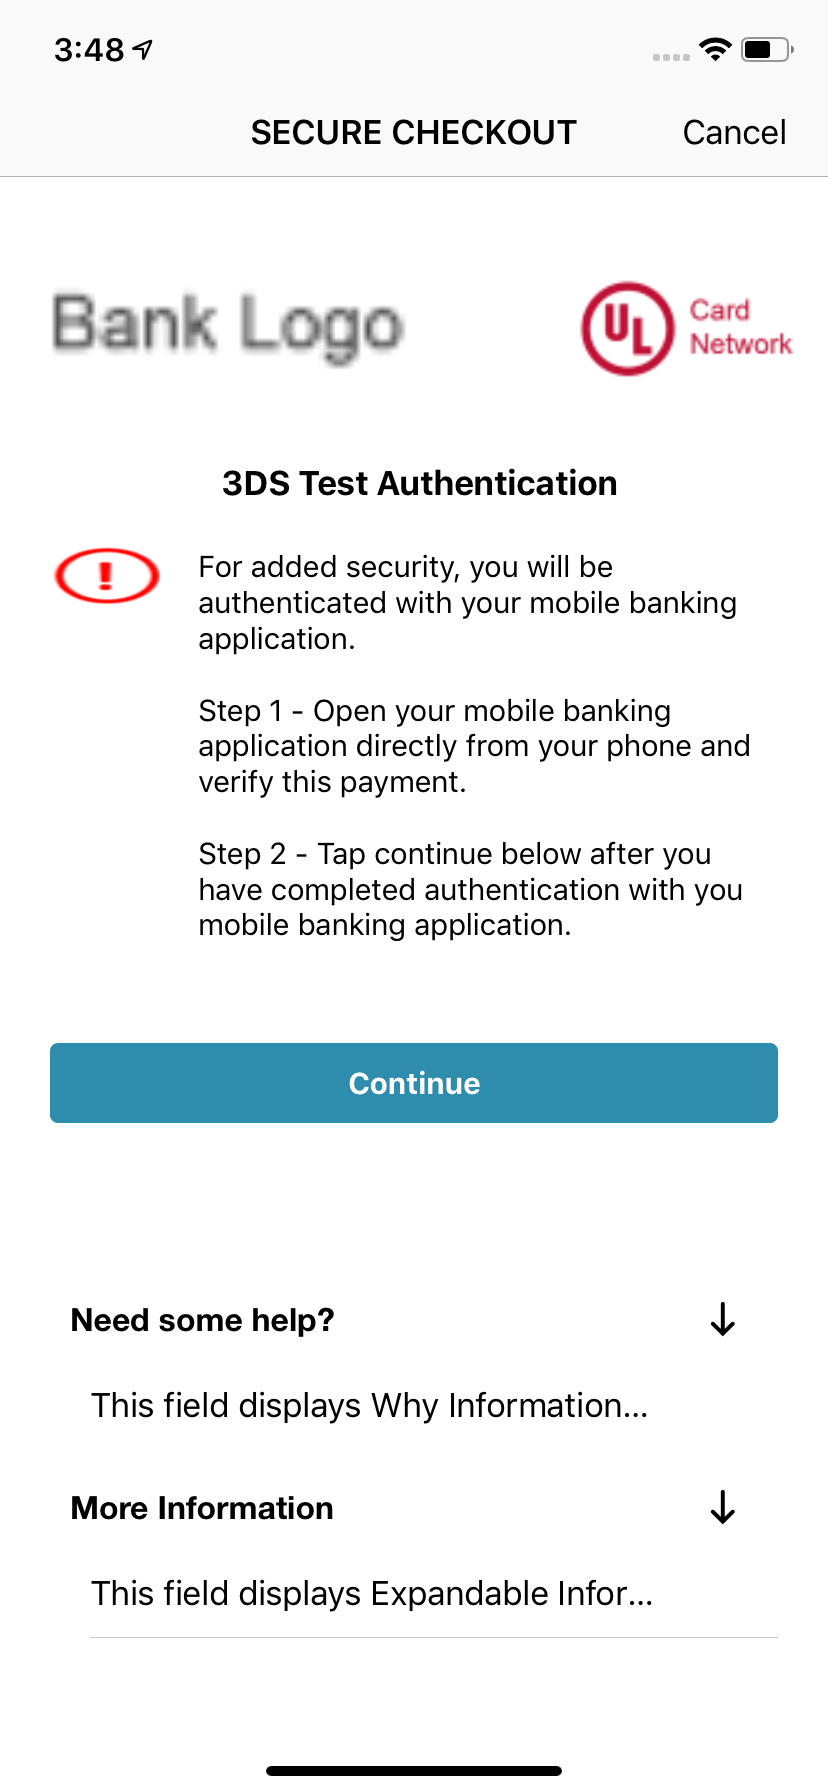 3:48
SECURE CHECKOUT Cancel
Bank Logo
UL Card
Network
3DS Test Authentication
!
For added security, you will be
authenticated with your mobile banking
application.
Step 1 - Open your mobile banking
application directly from your phone and
verify this payment.
Step 2 - Tap continue below after you
have completed authentication with you
mobile banking application.
Continue
Need some help?
This field displays Why Information...
More Information
This field displays Expandable Infor...